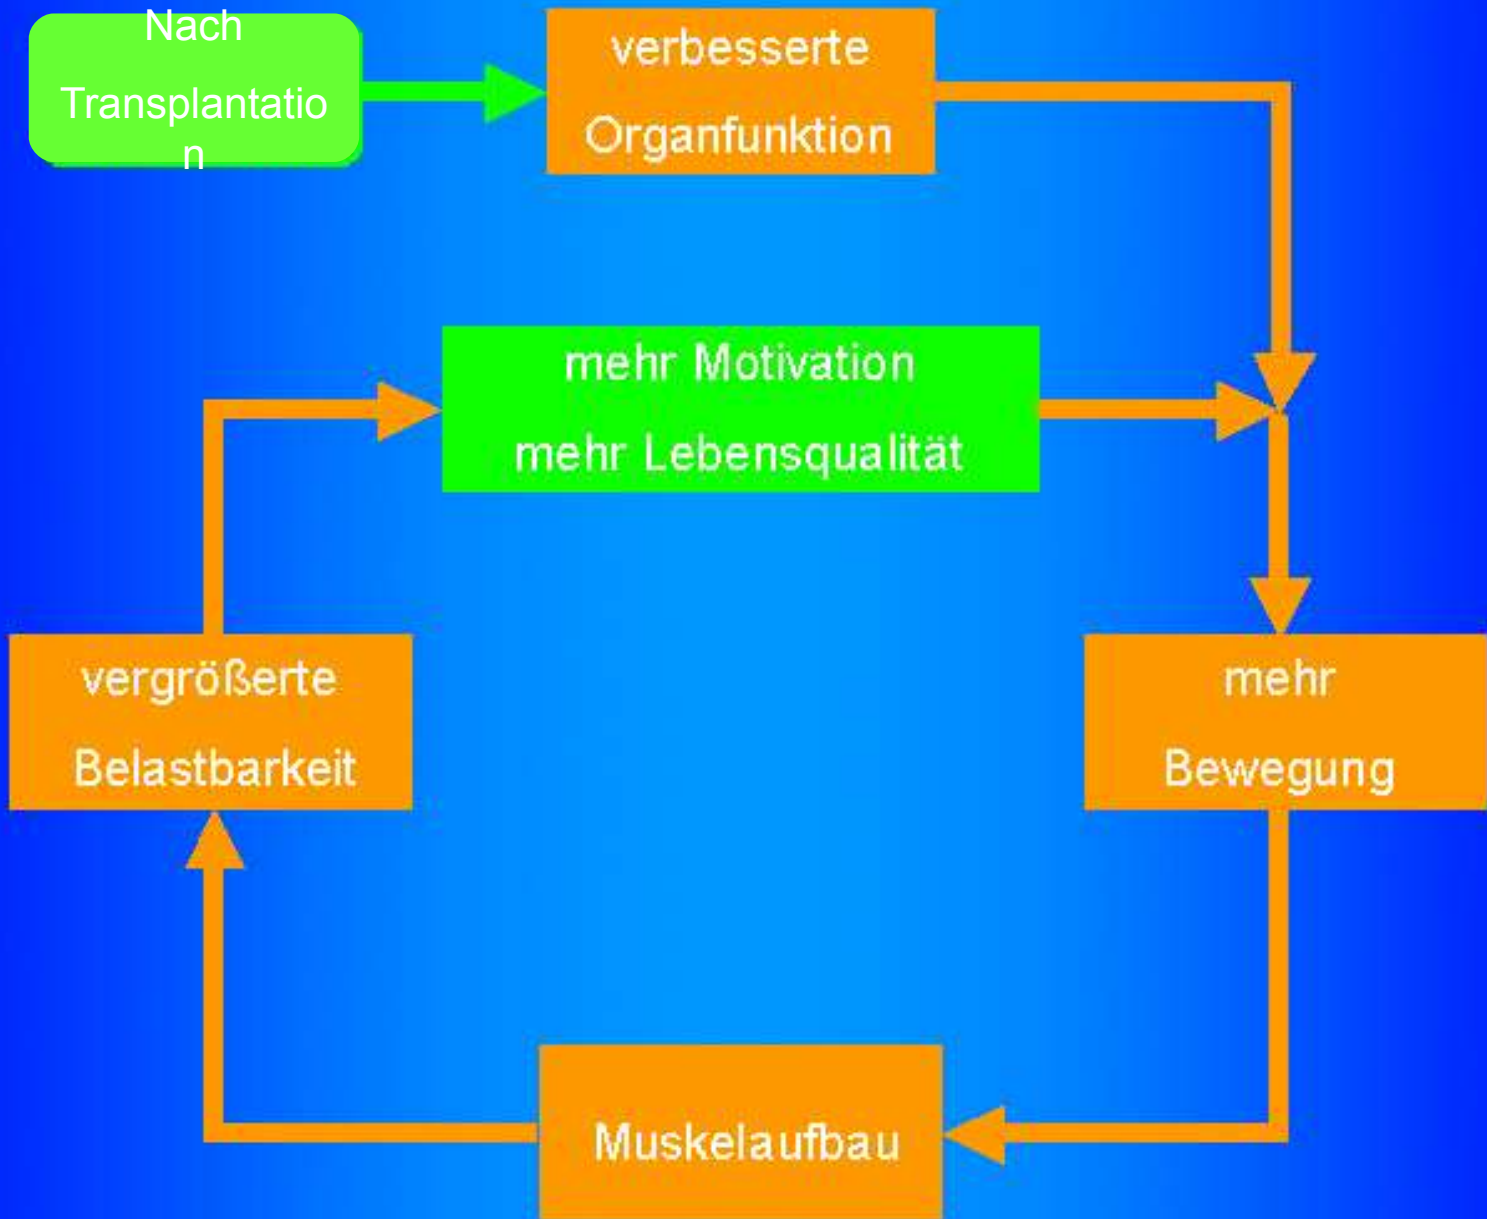 Nach
Transplantatio
n
verbesserte
Organfunktion
mehr Motivation
mehr Lebensqualität
vergrößerte
Belastbarkeit
mehr
Bewegung
Muskelaufbau